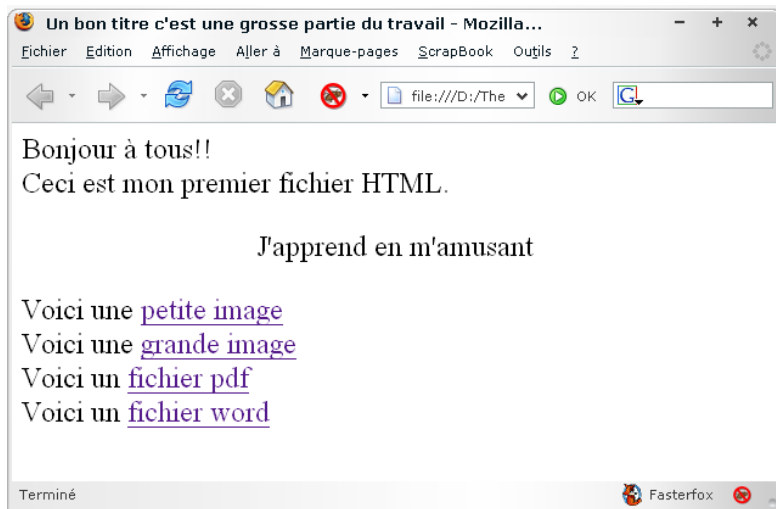 Un bon titre c'est une grosse partie du travail - Mozilla...
Fichier Edition Affichage Aller à Marque-pages ScrapBook Outils ?
file:///D:/The OK G
Bonjour à tous!!
Ceci est mon premier fichier HTML.
J'apprend en m'amusant
Voici une petite image
Voici une grande image
Voici un fichier pdf
Voici un fichier word
Terminé Fasterfox